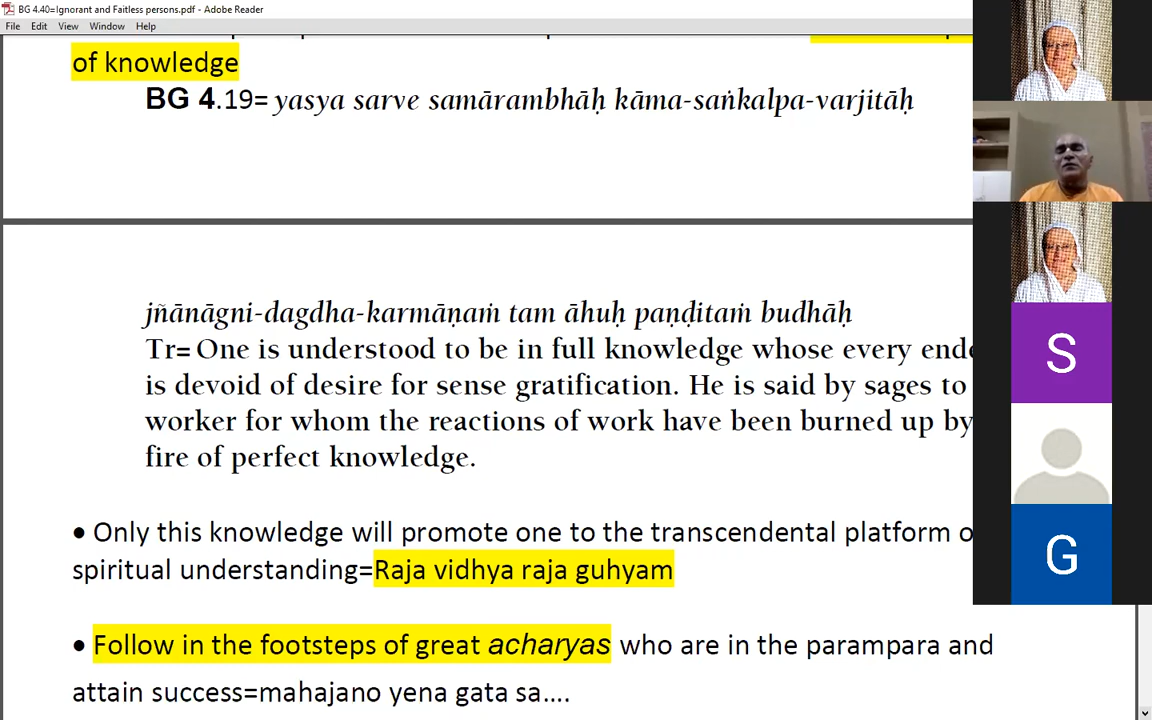 BG 4.40=Ignorant and Faitless persons.pdf - Adobe Reader
File Edit View Window Help
of knowledge
BG 4.19= yasya sarve samārambhāḥ kāma-saṅkalpa-varjitāḥ
jñānāgni-dagdha-karmāṇaṁ tam āhuḥ paṇḍitaṁ budhāḥ
Tr= One is understood to be in full knowledge whose every
is devoid of desire for sense gratification. He is said by sages to
worker for whom the reactions of work have been burned up by
fire of perfect knowledge.
• Only this knowledge will promote one to the transcendental platform
spiritual understanding=Raja vidhya raja guhyam
• Follow in the footsteps of great acharyas who are in the parampara and
attain success=mahajano yena gata sa....
S
G